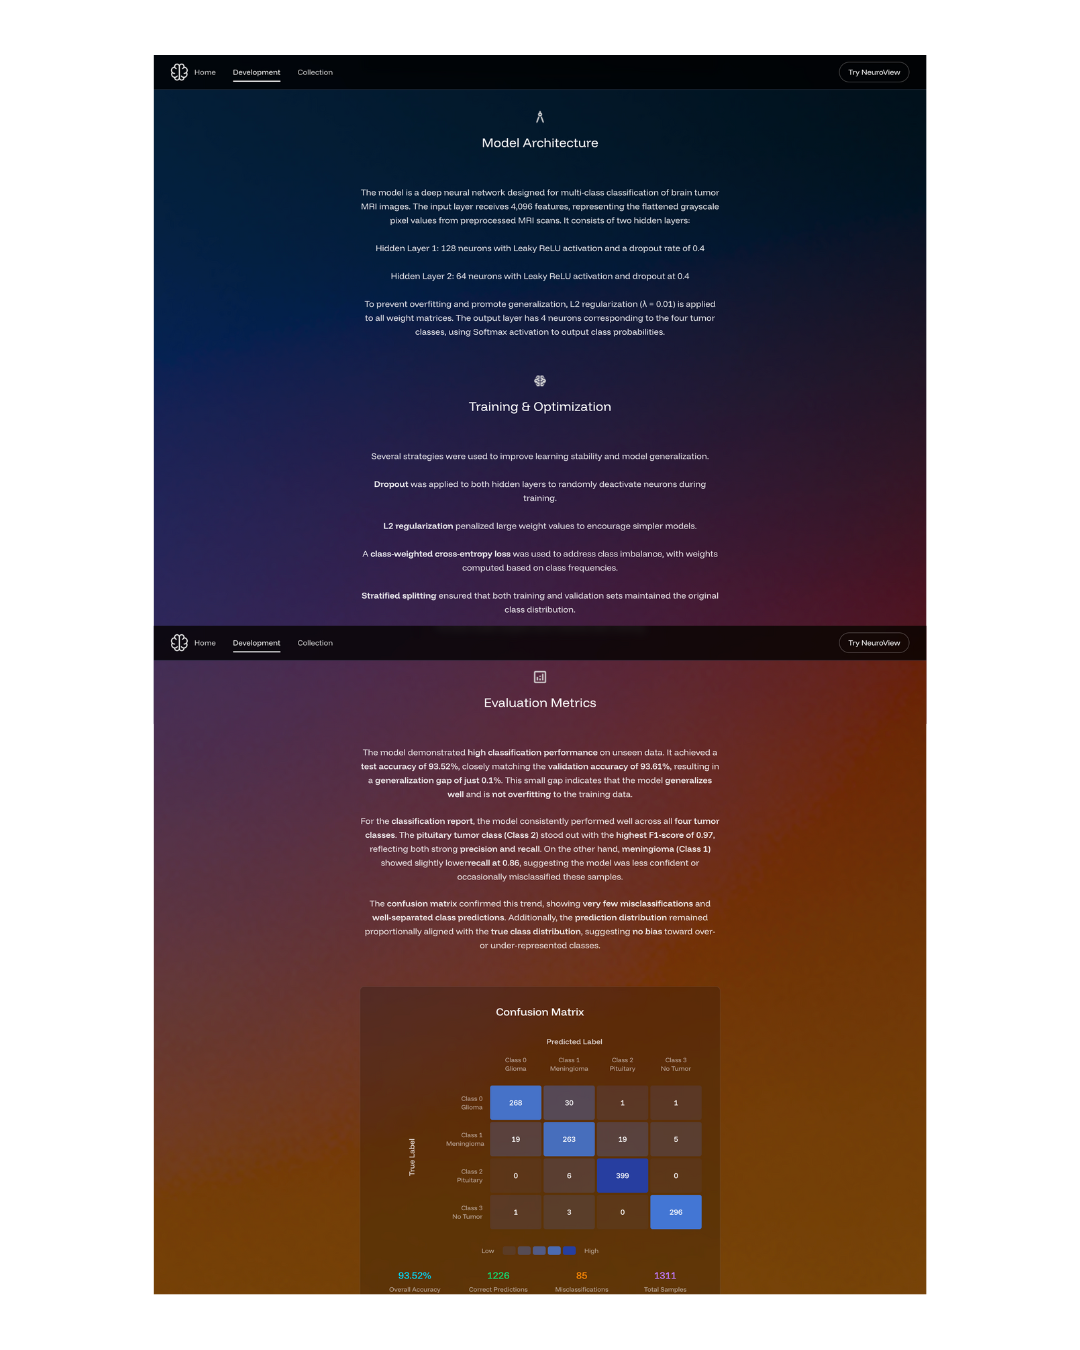 Home Development Collection Try NeuroView
Model Architecture
The model is a deep neural network designed for multi-class classification of brain tumor
MRI images. The input layer receives 4,096 features, representing the flattened grayscale
pixel values from preprocessed MRI scans. It consists of two hidden layers:
Hidden Layer 1: 128 neurons with Leaky ReLU activation and a dropout rate of 0.4
Hidden Layer 2: 64 neurons with Leaky ReLU activation and dropout at 0.4
To prevent overfitting and promote generalization, L2 regularization (λ = 0.01) is applied
to all weight matrices. The output layer has 4 neurons corresponding to the four tumor
classes, using Softmax activation to output class probabilities.
Training & Optimization
Several strategies were used to improve learning stability and model generalization.
Dropout was applied to both hidden layers to randomly deactivate neurons during
training.
L2 regularization penalized large weight values to encourage simpler models.
A class-weighted cross-entropy loss was used to address class imbalance, with weights
computed based on class frequencies.
Stratified splitting ensured that both training and validation sets maintained the original
class distribution.
Home Development Collection Try NeuroView
Evaluation Metrics
The model demonstrated high classification performance on unseen data. It achieved a
test accuracy of 93.52%, closely matching the validation accuracy of 93.61%, resulting in
a generalization gap of just 0.1%. This small gap indicates that the model generalizes
well and is not overfitting to the training data.
For the classification report, the model consistently performed well across all four tumor
classes. The pituitary tumor class (Class 2) stood out with the highest F1-score of 0.97,
reflecting both strong precision and recall. On the other hand, meningioma (Class 1)
showed slightly lowerrecall at 0.86, suggesting the model was less confident or
occasionally misclassified these samples.
The confusion matrix confirmed this trend, showing very few misclassifications and
well-separated class predictions. Additionally, the prediction distribution remained
proportionally aligned with the true class distribution, suggesting no bias toward over-
or under-represented classes.
Confusion Matrix
Predicted Label
Class 0 Class 1 Class 2 Class 3
Glioma Meningioma Pituitary No Tumor
Class 0
Glioma
268 30 1 1
True Label
Class 1
Meningioma
19 263 19 5
Class 2
Pituitary
0 6 399 0
Class 3
No Tumor
1 3 0 296
Low High
93.52% 1226 85 1311
Overall Accuracy Correct Predictions Misclassifications Total Samples